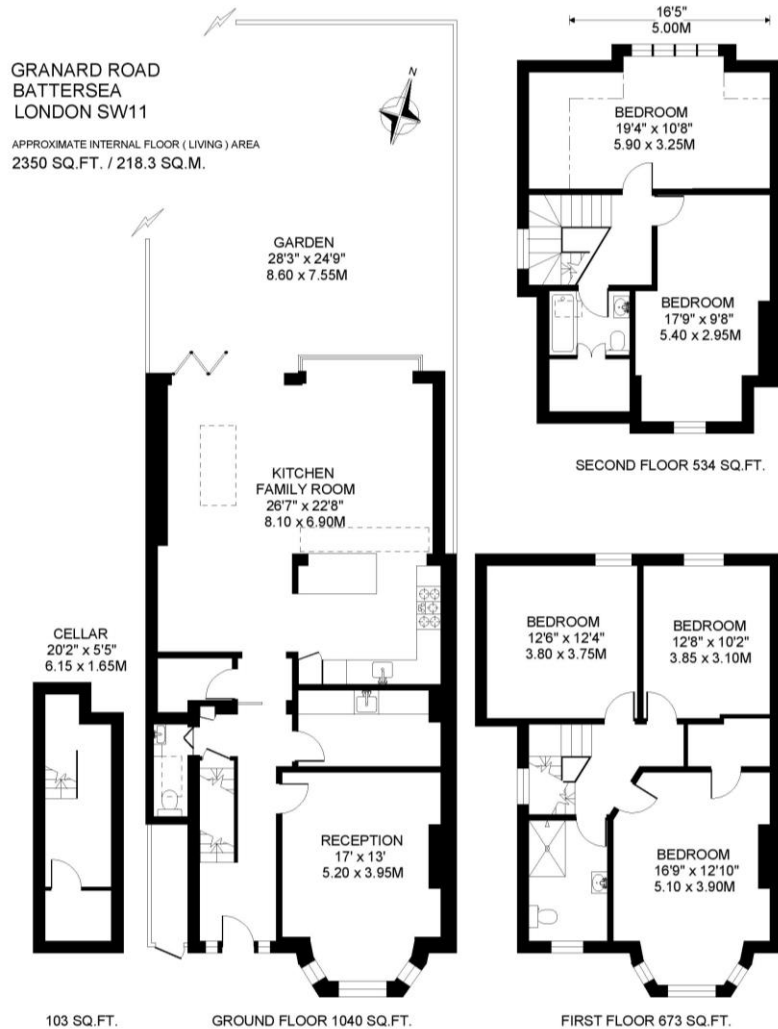 GRANARD ROAD
BATTERSEA
LONDON SW11
APPROXIMATE INTERNAL FLOOR ( LIVING ) AREA
2350 SQ.FT. / 218.3 SQ.M.
N
GARDEN
28'3" x 24'9"
8.60 x 7.55M
KITCHEN
FAMILY ROOM
26'7" x 22'8"
8.10 x 6.90M
CELLAR
20'2" x 5'5"
6.15 x 1.65M
RECEPTION
17' x 13'
5.20 x 3.95M
103 SQ.FT.
GROUND FLOOR 1040 SQ.FT.
16'5"
5.00M
BEDROOM
19'4" x 10'8"
5.90 x 3.25M
BEDROOM
17'9" x 9'8"
5.40 x 2.95M
SECOND FLOOR 534 SQ.FT.
BEDROOM
12'6" x 12'4"
3.80 x 3.75M
BEDROOM
12'8" x 10'2"
3.85 x 3.10M
BEDROOM
16'9" x 12'10"
5.10 x 3.90M
FIRST FLOOR 673 SQ.FT.